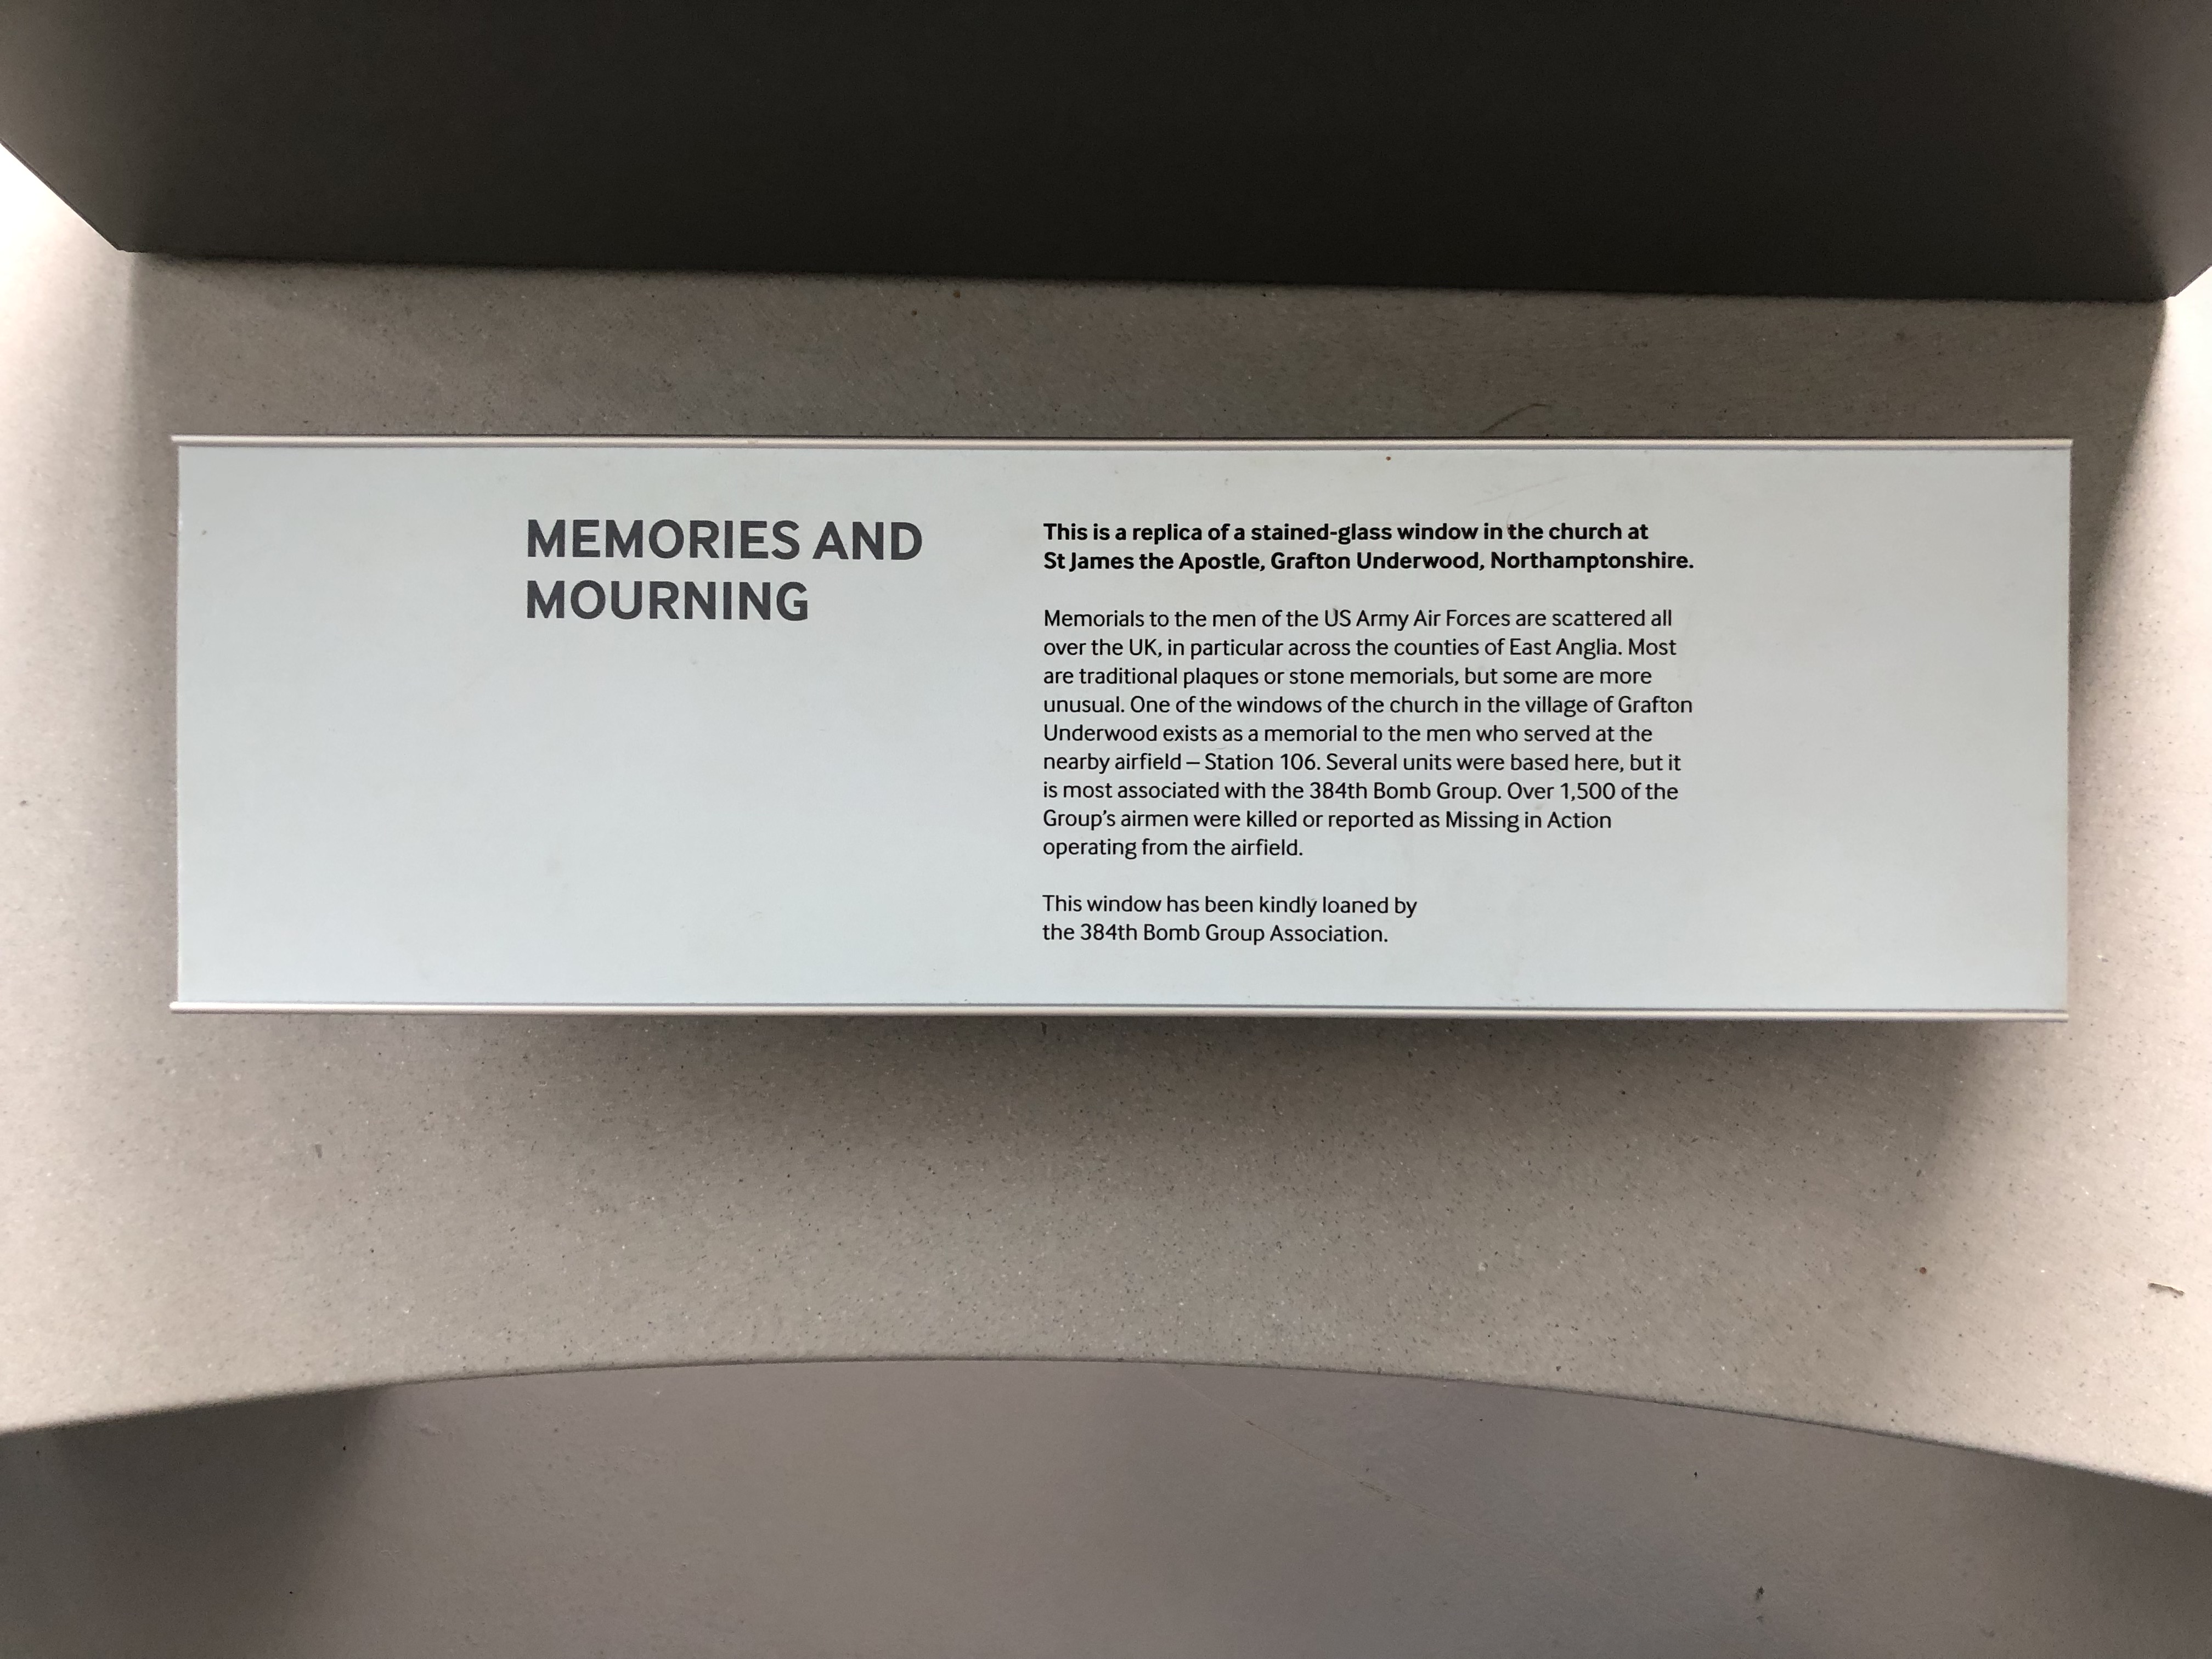 MEMORIES AND
MOURNING
This is a replica of a stained-glass window in the church at
St James the Apostle, Grafton Underwood, Northamptonshire.
Memorials to the men of the US Army Air Forces are scattered all
over the UK, in particular across the counties of East Anglia. Most
are traditional plaques or stone memorials, but some are more
unusual. One of the windows of the church in the village of Grafton
Underwood exists as a memorial to the men who served at the
nearby airfield – Station 106. Several units were based here, but it
is most associated with the 384th Bomb Group. Over 1,500 of the
Group’s airmen were killed or reported as Missing in Action
operating from the airfield.
This window has been kindly loaned by
the 384th Bomb Group Association.